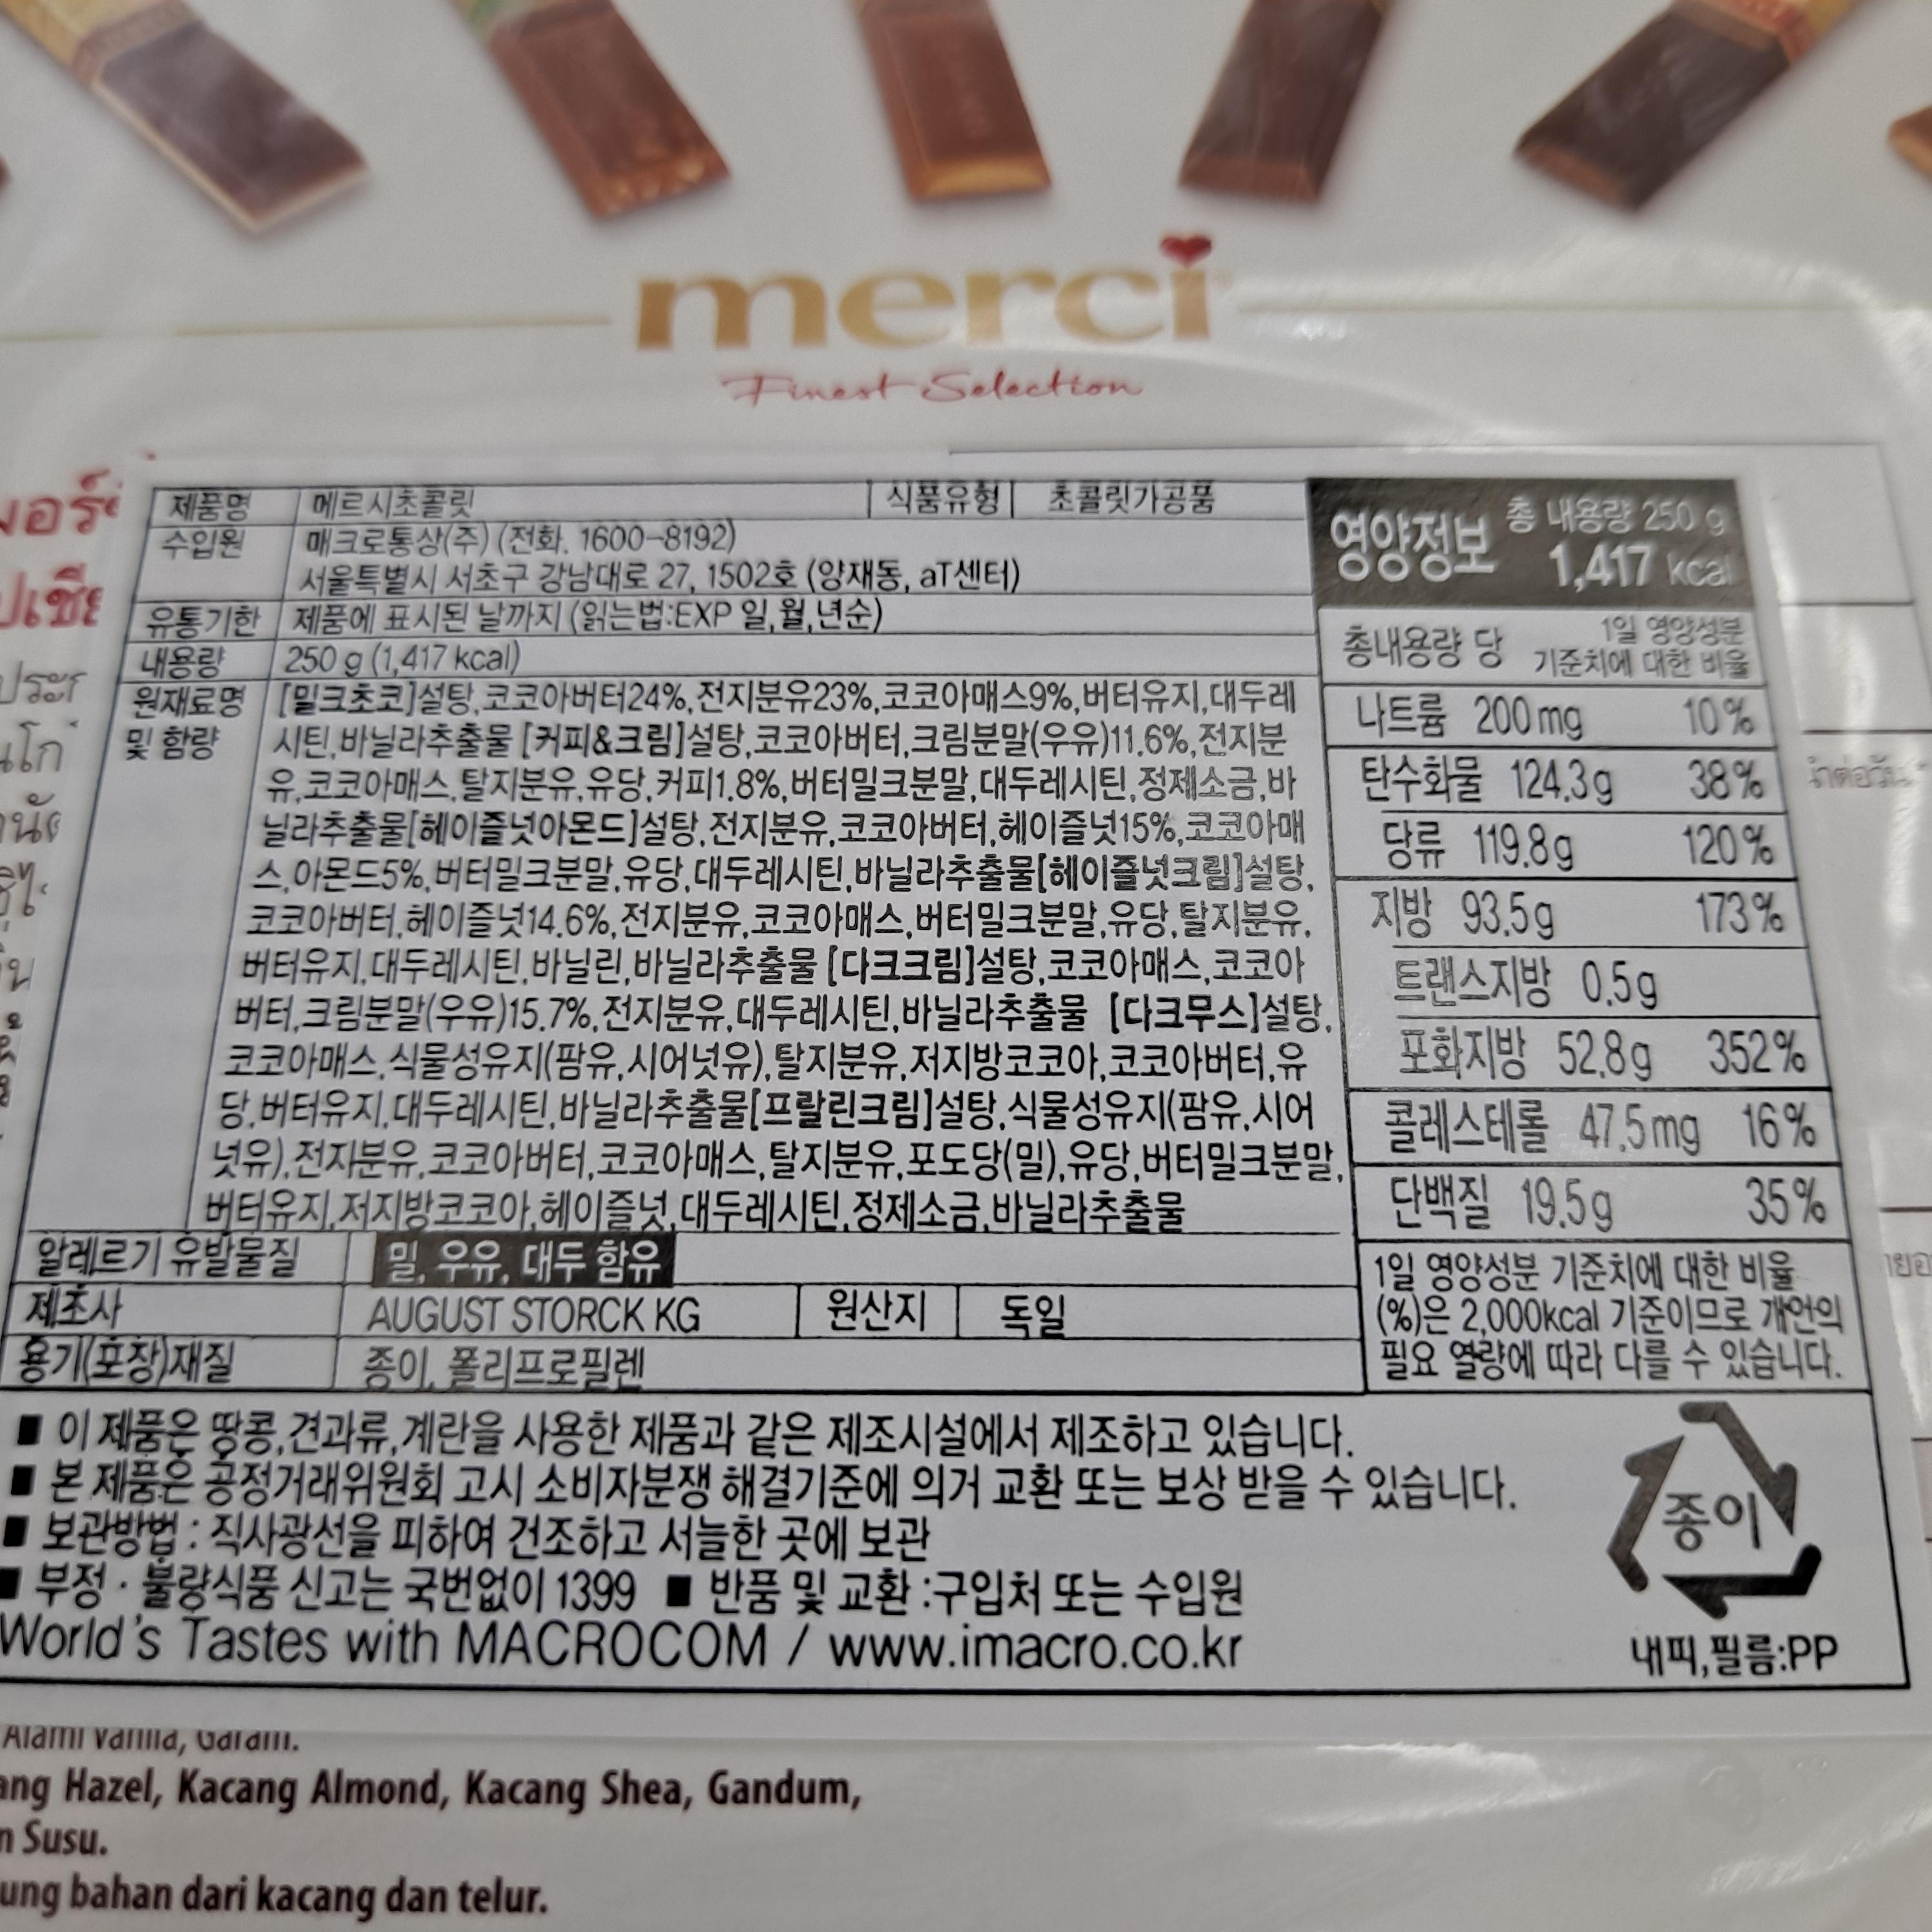 merci
Finest Selection
제품명 메르시초콜릿 식품유형 초콜릿가공품
수입원 매크로통상(주) (전화. 1600-8192)
서울특별시 서초구 강남대로 27, 1502호 (양재동, aT센터)
유통기한 제품에 표시된 날까지 (읽는법:EXP 일,월,년순)
내용량 250 g (1,417 kcal)
원재료명 및 함량
[밀크초코]설탕,코코아버터24%,전지분유23%,코코아매스9%,버터유지,대두레
시틴,바닐라추출물 [커피&크림]설탕,코코아버터,크림분말(우유)11.6%,전지분
유,코코아매스,탈지분유,유당,커피1.8%,버터밀크분말,대두레시틴,정제소금,바
닐라추출물[헤이즐넛아몬드]설탕,전지분유,코코아버터,헤이즐넛15%,코코아매
스,아몬드5%,버터밀크분말,유당,대두레시틴,바닐라추출물[헤이즐넛크림]설탕,
코코아버터,헤이즐넛14.6%,전지분유,코코아매스,버터밀크분말,유당,탈지분유,
버터유지,대두레시틴,바닐린,바닐라추출물 [다크크림]설탕,코코아매스,코코아
버터,크림분말(우유)15.7%,전지분유,대두레시틴,바닐라추출물 [다크무스]설탕,
코코아매스,식물성유지(팜유,시어넛유),탈지분유,저지방코코아,코코아버터,유
당,버터유지,대두레시틴,바닐라추출물[프랄린크림]설탕,식물성유지(팜유,시어
넛유),전지분유,코코아버터,코코아매스,탈지분유,포도당(밀),유당,버터밀크분말,
버터유지,저지방코코아,헤이즐넛,대두레시틴,정제소금,바닐라추출물
알레르기 유발물질 밀, 우유, 대두 함유
제조사 AUGUST STORCK KG 원산지 독일
용기(포장)재질 종이, 폴리프로필렌
영양정보 총 내용량 250 g
1,417 kcal
총내용량 당 1일 영양성분
기준치에 대한 비율
나트륨 200mg 10%
탄수화물 124.3g 38%
당류 119.8g 120%
지방 93.5g 173%
트랜스지방 0.5g
포화지방 52.8g 352%
콜레스테롤 47.5mg 16%
단백질 19.5g 35%
1일 영양성분 기준치에 대한 비율
(%)은 2,000kcal 기준이므로 개인의
필요 열량에 따라 다를 수 있습니다.
■ 이 제품은 땅콩,견과류,계란을 사용한 제품과 같은 제조시설에서 제조하고 있습니다.
■ 본 제품은 공정거래위원회 고시 소비자분쟁 해결기준에 의거 교환 또는 보상 받을 수 있습니다.
■ 보관방법 : 직사광선을 피하여 건조하고 서늘한 곳에 보관
■ 부정 · 불량식품 신고는 국번없이 1399 ■ 반품 및 교환 :구입처 또는 수입원
World's Tastes with MACROCOM / www.imacro.co.kr
종이
내피,필름:PP
Alami Vanila, Garam.
ang Hazel, Kacang Almond, Kacang Shea, Gandum,
n Susu.
ung bahan dari kacang dan telur.